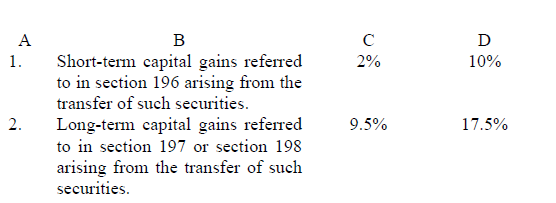 A B C D
1. Short-term capital gains referred 2% 10%
to in section 196 arising from the
transfer of such securities.
2. Long-term capital gains referred 9.5% 17.5%
to in section 197 or section 198
arising from the transfer of such
securities.